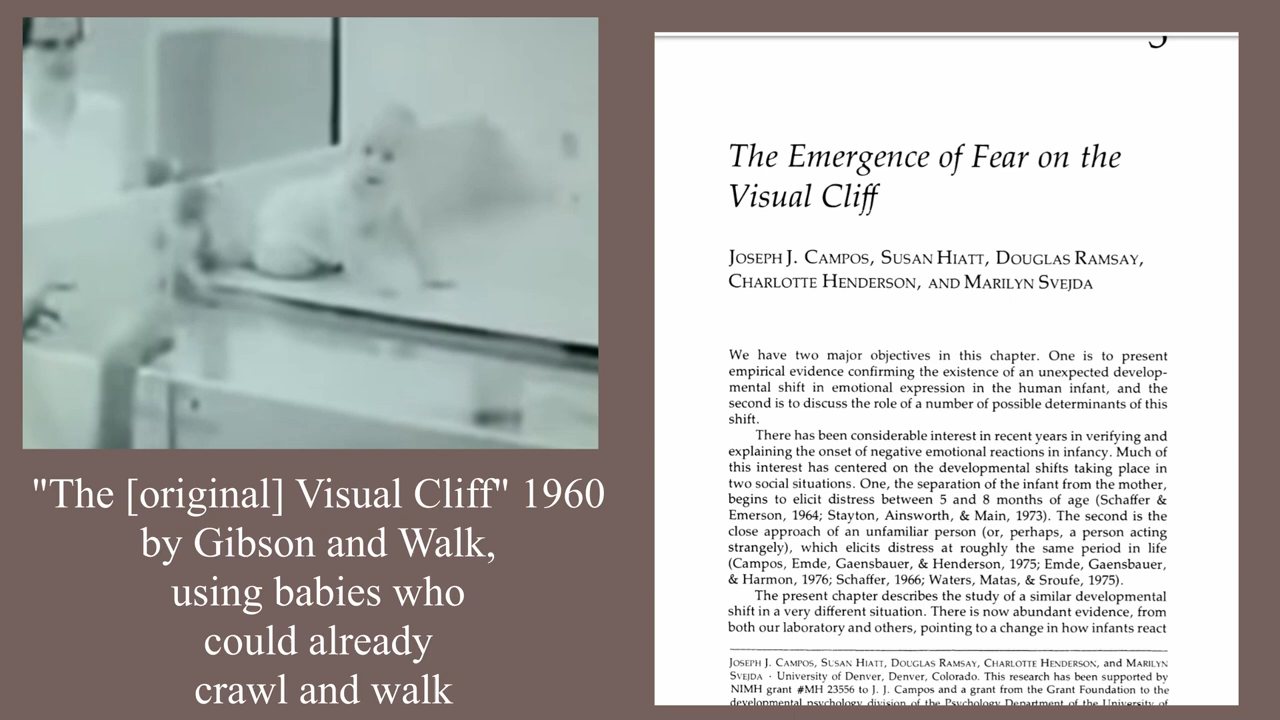 "The [original] Visual Cliff" 1960
by Gibson and Walk,
using babies who
could already
crawl and walk
The Emergence of Fear on the
Visual Cliff
JOSEPH J. CAMPOS, SUSAN HIATT, DOUGLAS RAMSAY,
CHARLOTTE HENDERSON, AND MARILYN SVEJDA
We have two major objectives in this chapter. One is to present
empirical evidence confirming the existence of an unexpected develop-
mental shift in emotional expression in the human infant, and the
second is to discuss the role of a number of possible determinants of this
shift.
There has been considerable interest in recent years in verifying and
explaining the onset of negative emotional reactions in infancy. Much of
this interest has centered on the developmental shifts taking place in
two social situations. One, the separation of the infant from the mother,
begins to elicit distress between 5 and 8 months of age (Schaffer &
Emerson, 1964; Stayton, Ainsworth, & Main, 1973). The second is the
close approach of an unfamiliar person (or, perhaps, a person acting
strangely), which elicits distress at roughly the same period in life
(Campos, Emde, Gaensbauer, & Henderson, 1975; Emde, Gaensbauer,
& Harmon, 1976; Schaffer, 1966; Waters, Matas, & Sroufe, 1975).
The present chapter describes the study of a similar developmental
shift in a very different situation. There is now abundant evidence, from
both our laboratory and others, pointing to a change in how infants react
JOSEPH J. CAMPOS, SUSAN HIATT, DOUGLAS RAMSAY, CHARLOTTE HENDERSON, and MARILYN
SVEJDA · University of Denver, Denver, Colorado. This research has been supported by
NIMH grant #MH 23556 to J. J. Campos and a grant from the Grant Foundation to the
developmental psychology division of the Psychology Department of the University of